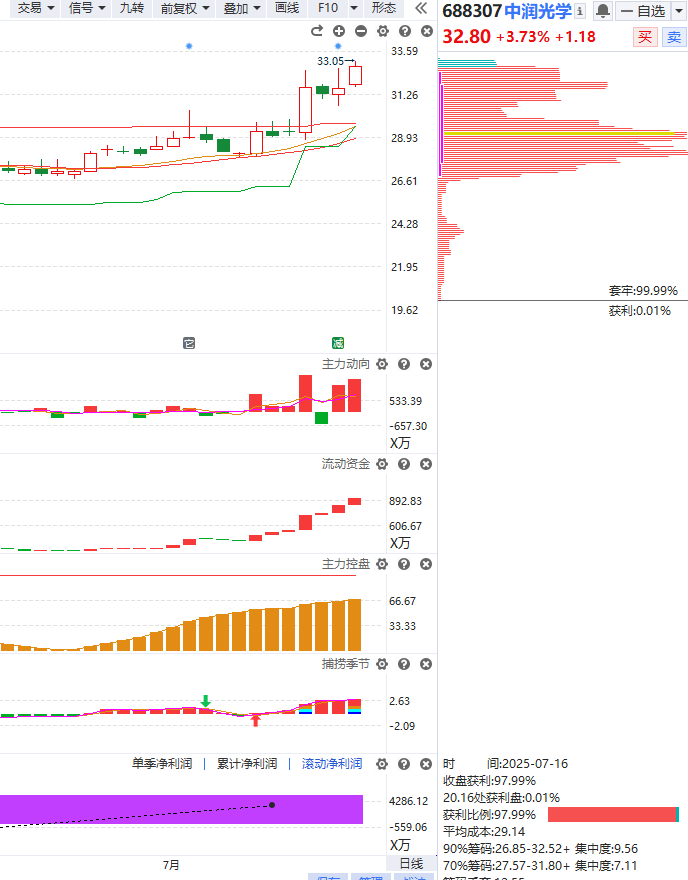 交易 信号 九转 前复权 叠加 画线 F10 形态
688307 中润光学 自选
32.80 +3.73% +1.18 买 卖
33.59
33.05
31.26
28.93
26.61
24.28
21.95
19.62
套牢:99.99%
获利:0.01%
减
主力动向
533.39
-657.30
X万
流动资金
892.83
606.67
X万
主力控盘
66.67
33.33
捕捞季节
2.63
-2.09
单季净利润 | 累计净利润 | 滚动净利润
4286.12
-559.06
X万
7月 日线
时 间:2025-07-16
收盘获利:97.99%
20.16处获利盘:0.01%
获利比例:97.99%
平均成本:29.14
90%筹码:26.85-32.52+ 集中度:9.56
70%筹码:27.57-31.80+ 集中度:7.11